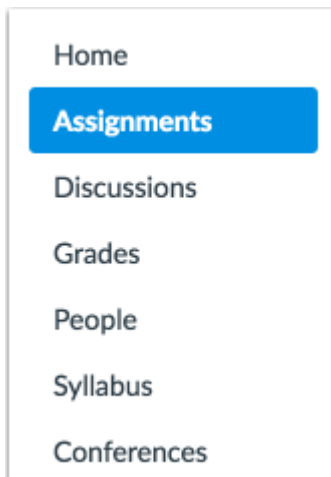 Home
Assignments
Discussions
Grades
People
Syllabus
Conferences